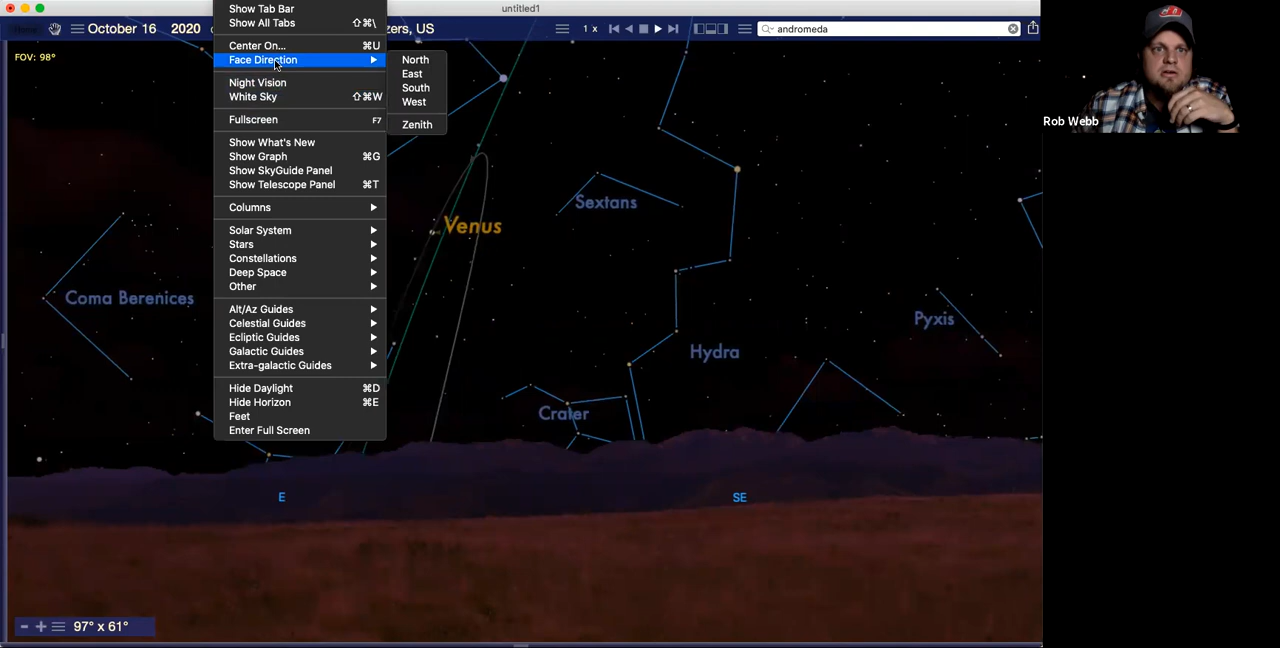 untitled1
October 16 2020
zers, US
1 x
andromeda
FOV: 98°
Show Tab Bar
Show All Tabs ⇧⌘\
Center On... ⌘U
Face Direction ▶
Night Vision
White Sky ⇧⌘W
Fullscreen F7
Show What's New
Show Graph ⌘G
Show SkyGuide Panel
Show Telescope Panel ⌘T
Columns ▶
Solar System ▶
Stars ▶
Constellations ▶
Deep Space ▶
Other ▶
Alt/Az Guides ▶
Celestial Guides ▶
Ecliptic Guides ▶
Galactic Guides ▶
Extra-galactic Guides ▶
Hide Daylight ⌘D
Hide Horizon ⌘E
Feet
Enter Full Screen
North
East
South
West
Zenith
Rob Webb
Sextans
Venus
Coma Berenices
Pyxis
Hydra
Crater
E
SE
97° x 61°